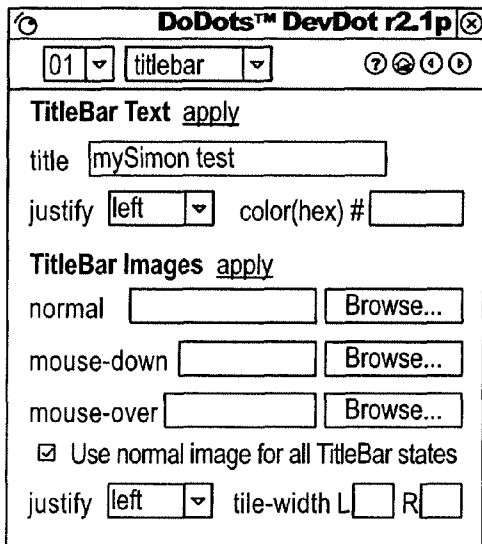 DoDots™ DevDot r2.1p
01 titlebar ?
TitleBar Text apply
title mySimon test
justify left color(hex) #
TitleBar Images apply
normal Browse...
mouse-down Browse...
mouse-over Browse...
Use normal image for all TitleBar states
justify left tile-width L R